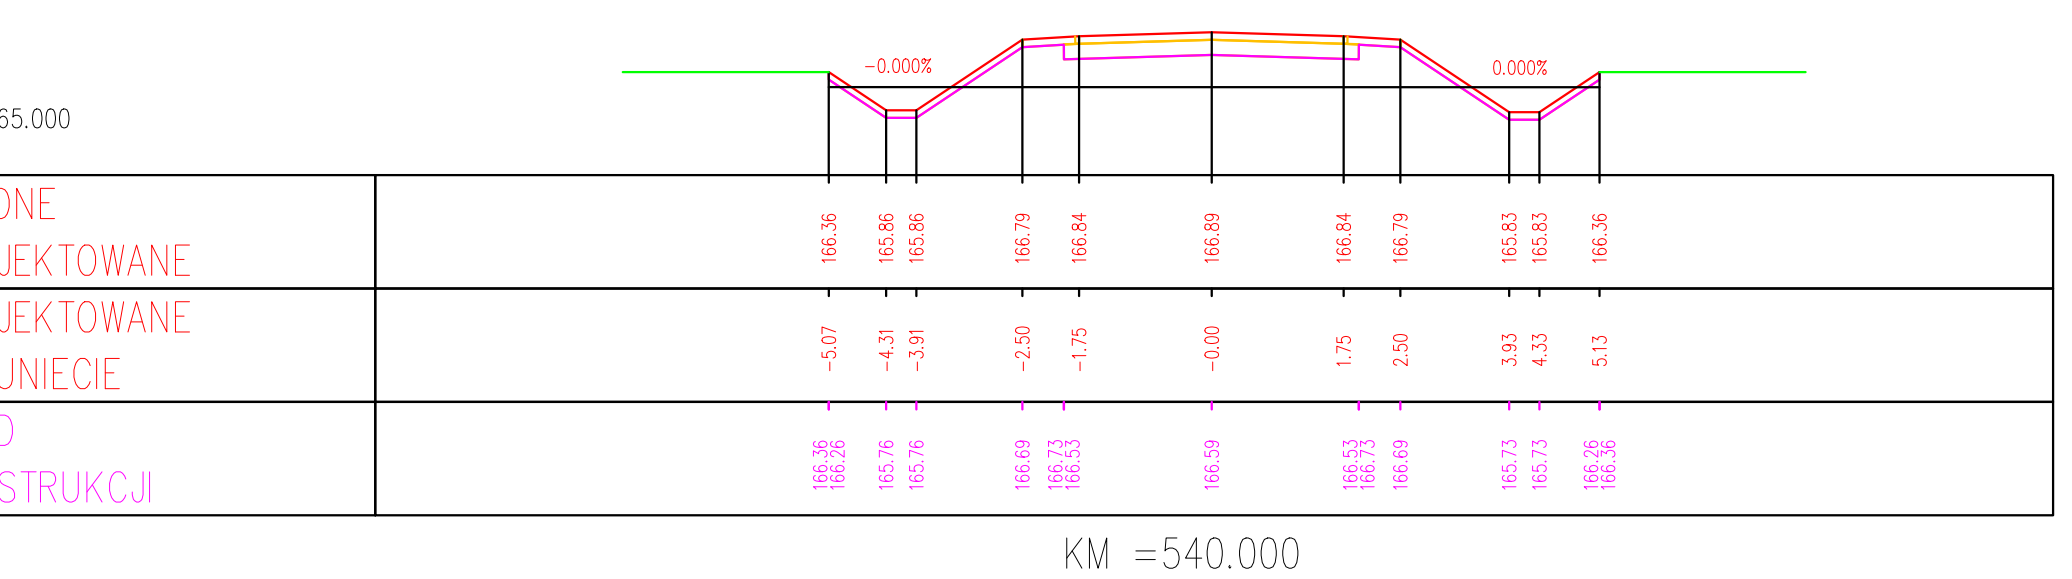 -0.000%
0.000%
65.000
ONE
JEKTOWANE
166.36 165.86 165.86 166.79 166.84 166.89 166.84 166.79 165.83 165.83 166.36
JEKTOWANE
UNIECIE
-5.07 -4.31 -3.91 -2.50 -1.75 -0.00 1.75 2.50 3.93 4.33 5.13
D
STRUKCJI
166.36 166.26 165.76 165.76 166.69 166.73 166.53 166.59 166.53 166.73 166.69 165.73 165.73 166.26 166.36
KM =540.000